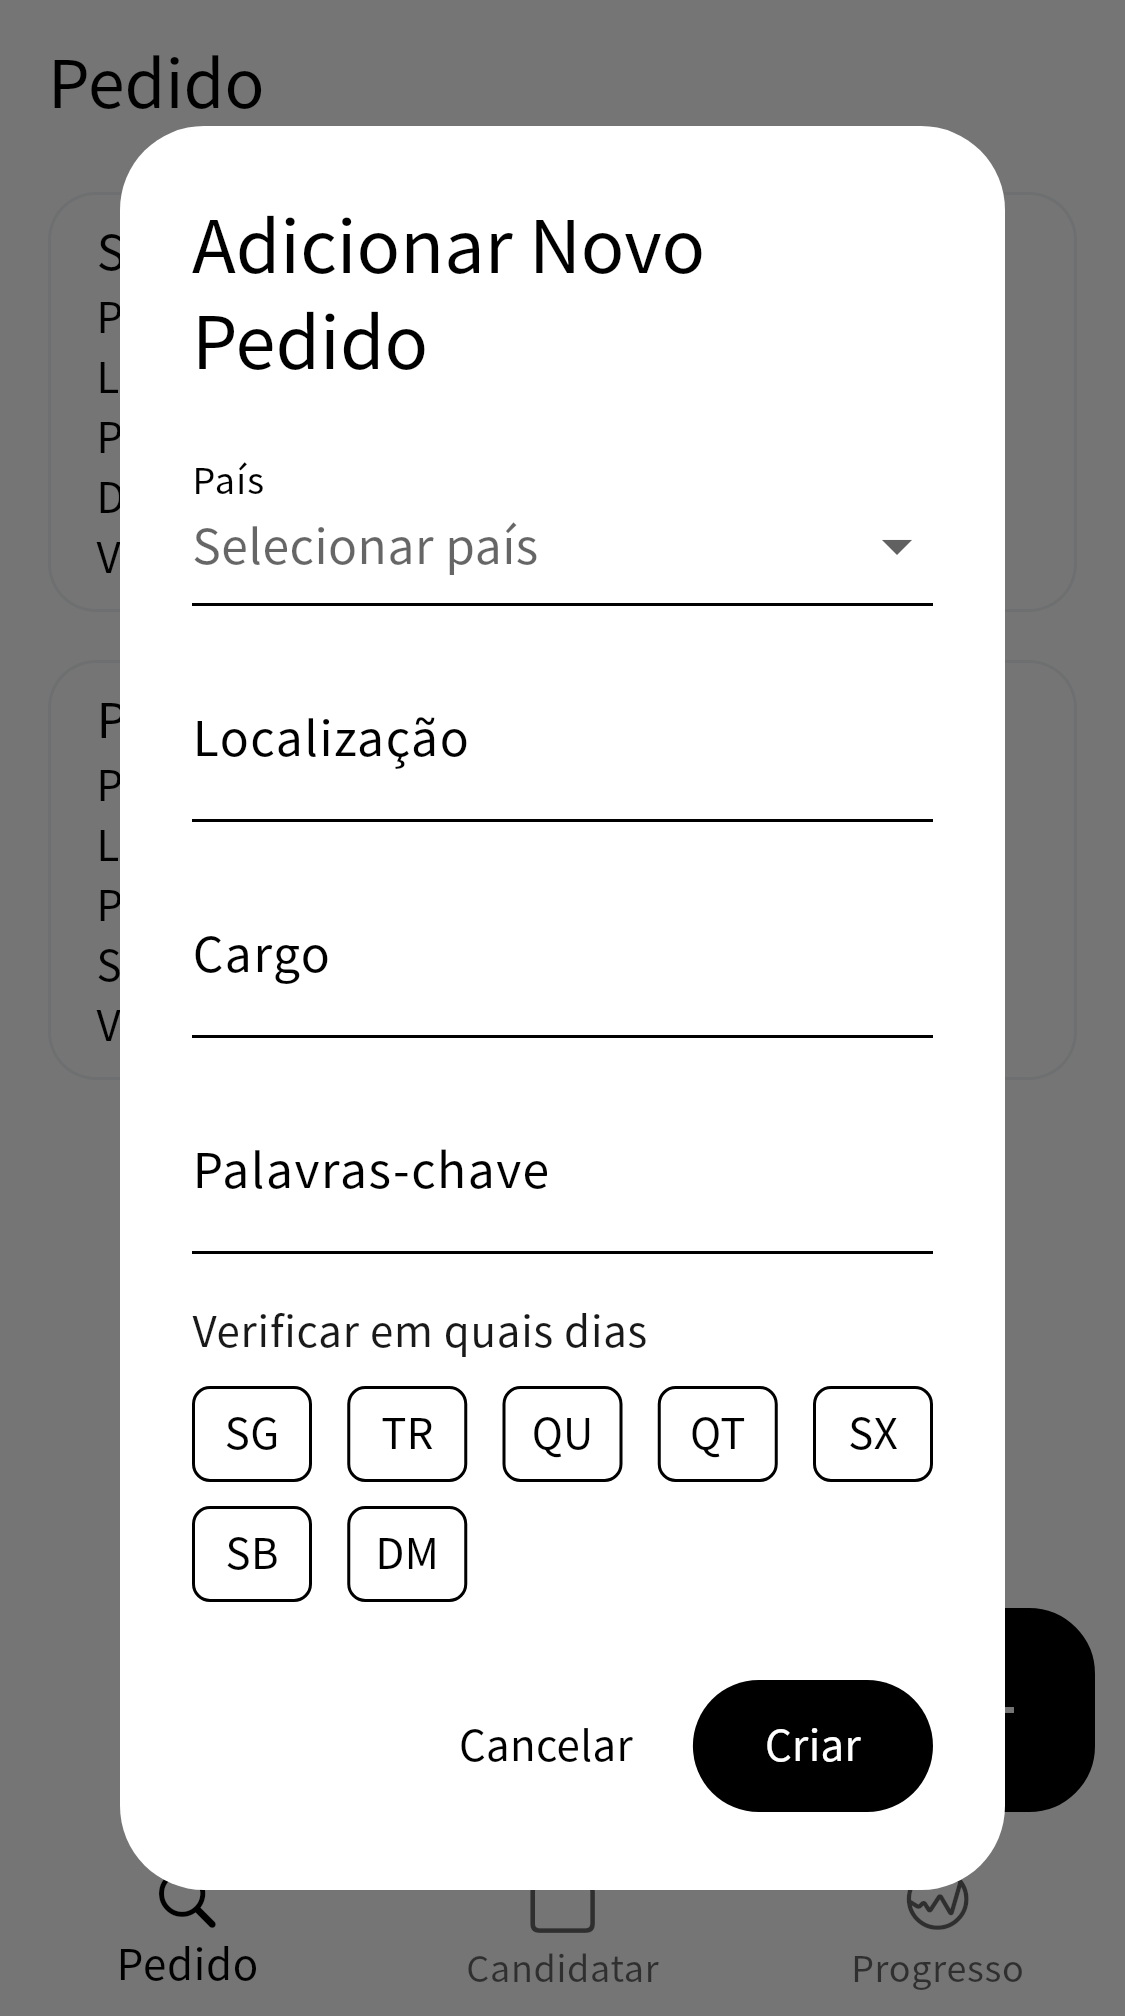 Pedido
Adicionar Novo
Pedido
País
Selecionar país
Localização
Cargo
Palavras-chave
Verificar em quais dias
SG TR QU QT SX
SB DM
Cancelar Criar
Pedido Candidatar Progresso